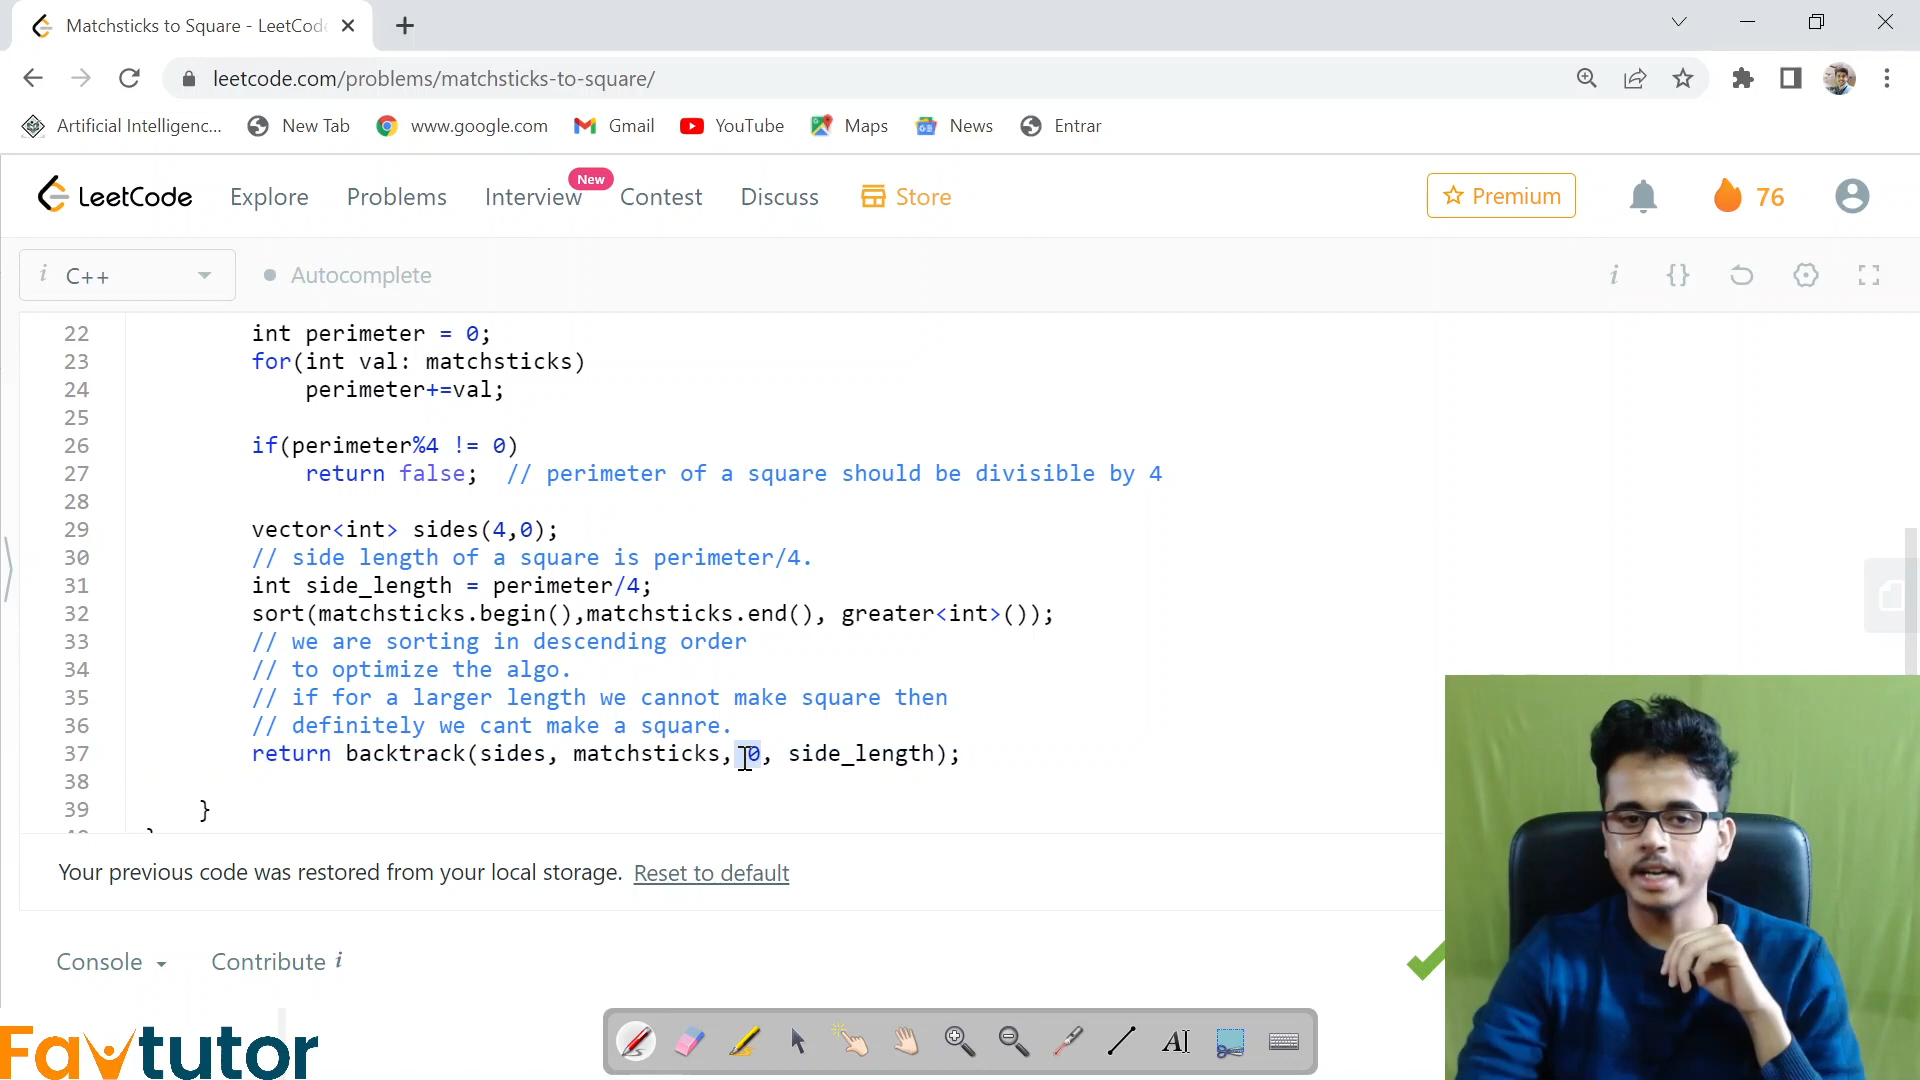 Matchsticks to Square - LeetCod
leetcode.com/problems/matchsticks-to-square/
Artificial Intelligenc...
New Tab
www.google.com
Gmail
YouTube
Maps
News
Entrar
LeetCode
Explore
Problems
Interview
New
Contest
Discuss
Store
Premium
76
i C++
Autocomplete
i {}
22 int perimeter = 0;
23 for(int val: matchsticks)
24 perimeter+=val;
25
26 if(perimeter%4 != 0)
27 return false; // perimeter of a square should be divisible by 4
28
29 vector<int> sides(4,0);
30 // side length of a square is perimeter/4.
31 int side_length = perimeter/4;
32 sort(matchsticks.begin(),matchsticks.end(), greater<int>());
33 // we are sorting in descending order
34 // to optimize the algo.
35 // if for a larger length we cannot make square then
36 // definitely we cant make a square.
37 return backtrack(sides, matchsticks, 0, side_length);
38
39 }
Your previous code was restored from your local storage. Reset to default
Console
Contribute i
Favtutor
AI